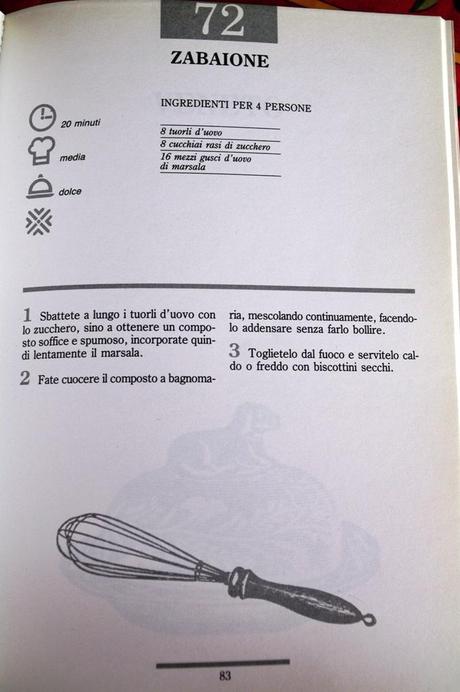 72
ZABAIONE
INGREDIENTI PER 4 PERSONE
20 minuti
media
dolce
8 tuorli d'uovo
8 cucchiai rasi di zucchero
16 mezzi gusci d'uovo
di marsala
1 Sbattete a lungo i tuorli d'uovo con
lo zucchero, sino a ottenere un compo-
sto soffice e spumoso, incorporate quin-
di lentamente il marsala.
2 Fate cuocere il composto a bagnoma-
ria, mescolando continuamente, facendo-
lo addensare senza farlo bollire.
3 Toglietelo dal fuoco e servitelo cal-
do o freddo con biscottini secchi.
83